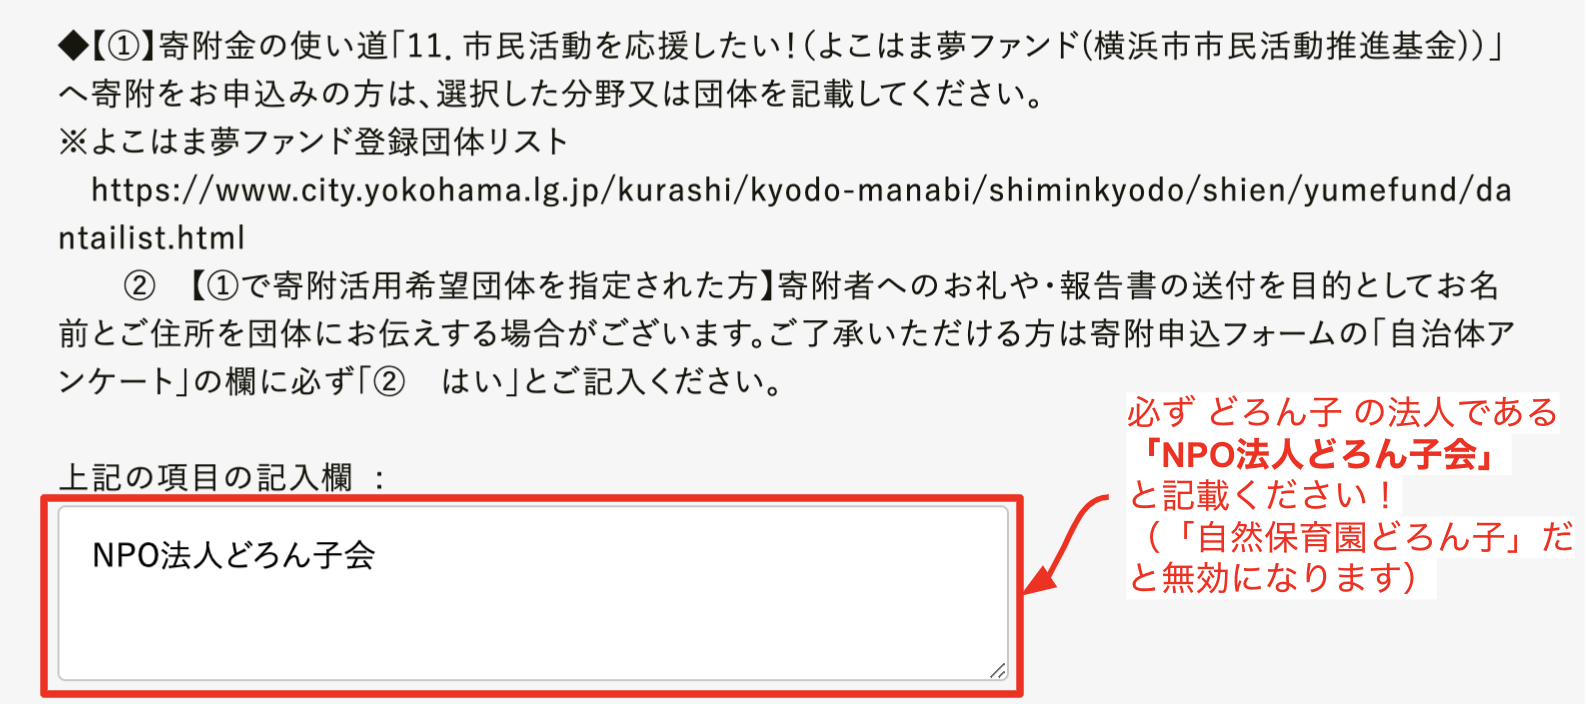 ◆【①】寄附金の使い道「11．市民活動を応援したい！（よこはま夢ファンド(横浜市市民活動推進基金)）」
へ寄附をお申込みの方は、選択した分野又は団体を記載してください。
※よこはま夢ファンド登録団体リスト
　https://www.city.yokohama.lg.jp/kurashi/kyodo-manabi/shiminkyodo/shien/yumefund/da
ntailist.html
　　②　【①で寄附活用希望団体を指定された方】寄附者へのお礼や・報告書の送付を目的としてお名
前とご住所を団体にお伝えする場合がございます。ご了承いただける方は寄附申込フォームの「自治体ア
ンケート」の欄に必ず「②　はい」とご記入ください。
上記の項目の記入欄 ：
NPO法人どろん子会
必ず どろん子 の法人である
「NPO法人どろん子会」
と記載ください！
（「自然保育園どろん子」だ
と無効になります）